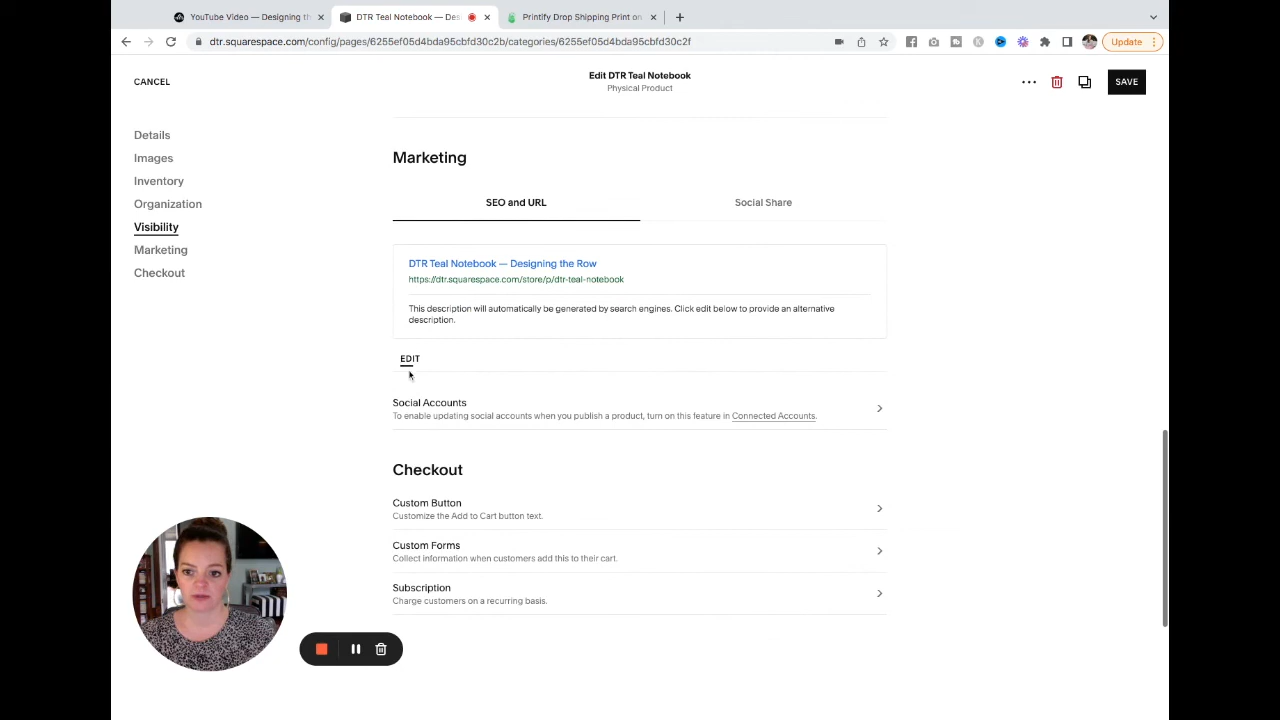 YouTube Video — Designing th
DTR Teal Notebook — Des
Printify Drop Shipping Print on
dtr.squarespace.com/config/pages/6255ef05d4bda95cbfd30c2b/categories/6255ef05d4bda95cbfd30c2f
Update
CANCEL
Edit DTR Teal Notebook
Physical Product
SAVE
Details
Images
Inventory
Organization
Visibility
Marketing
Checkout
Marketing
SEO and URL
Social Share
DTR Teal Notebook — Designing the Row
https://dtr.squarespace.com/store/p/dtr-teal-notebook
This description will automatically be generated by search engines. Click edit below to provide an alternative
description.
EDIT
Social Accounts
To enable updating social accounts when you publish a product, turn on this feature in Connected Accounts.
Checkout
Custom Button
Customize the Add to Cart button text.
Custom Forms
Collect information when customers add this to their cart.
Subscription
Charge customers on a recurring basis.